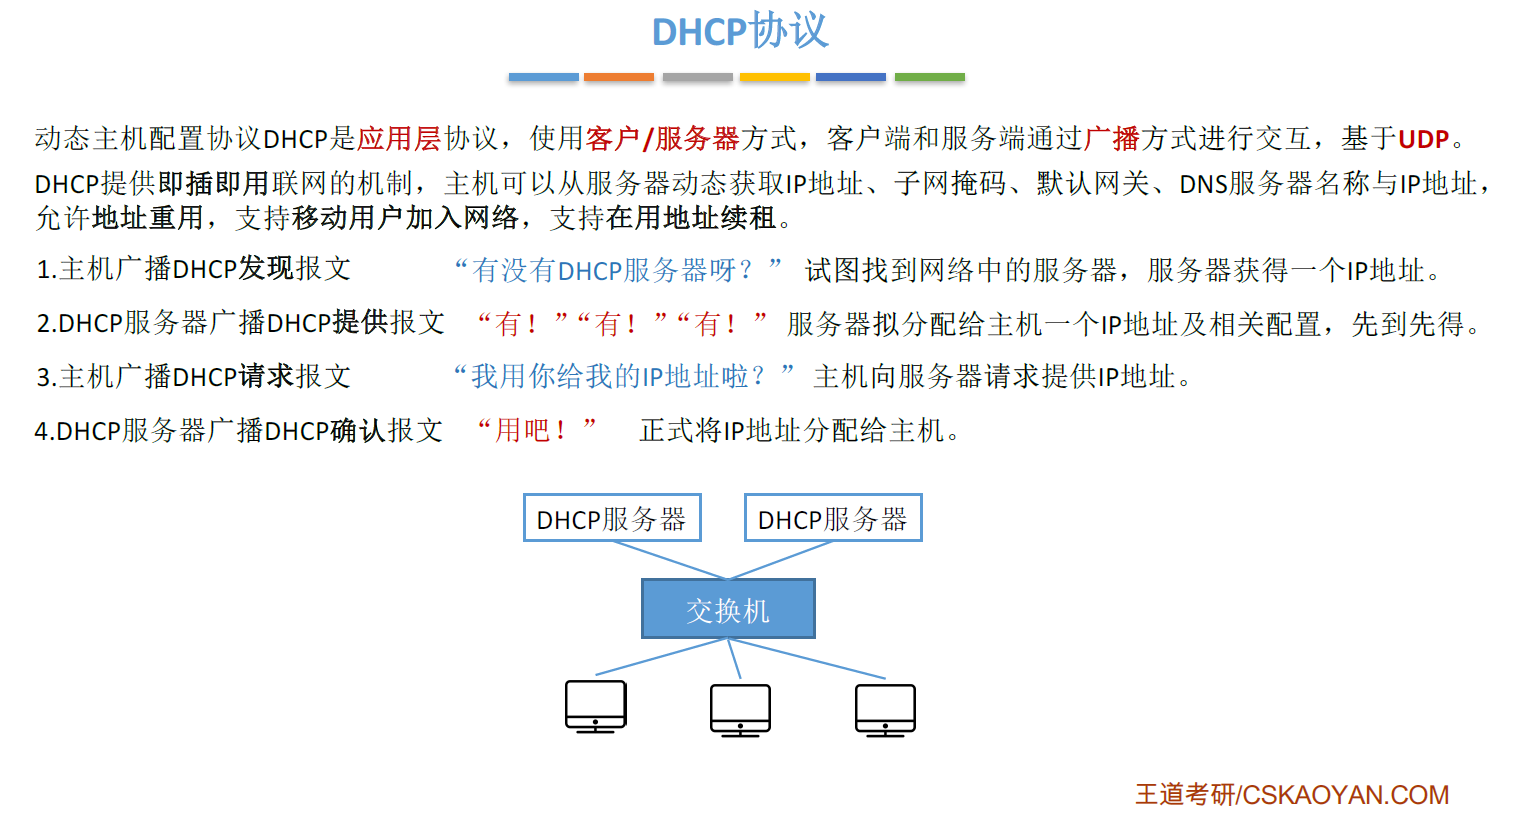 DHCP协议
动态主机配置协议DHCP是应用层协议，使用客户/服务器方式，客户端和服务端通过广播方式进行交互，基于UDP。
DHCP提供即插即用联网的机制，主机可以从服务器动态获取IP地址、子网掩码、默认网关、DNS服务器名称与IP地址，
允许地址重用，支持移动用户加入网络，支持在用地址续租。
1.主机广播DHCP发现报文 “有没有DHCP服务器呀？” 试图找到网络中的服务器，服务器获得一个IP地址。
2.DHCP服务器广播DHCP提供报文 “有！”“有！”“有！” 服务器拟分配给主机一个IP地址及相关配置，先到先得。
3.主机广播DHCP请求报文 “我用你给我的IP地址啦？” 主机向服务器请求提供IP地址。
4.DHCP服务器广播DHCP确认报文 “用吧！” 正式将IP地址分配给主机。
DHCP服务器 DHCP服务器
交换机
王道考研/CSKAOYAN.COM